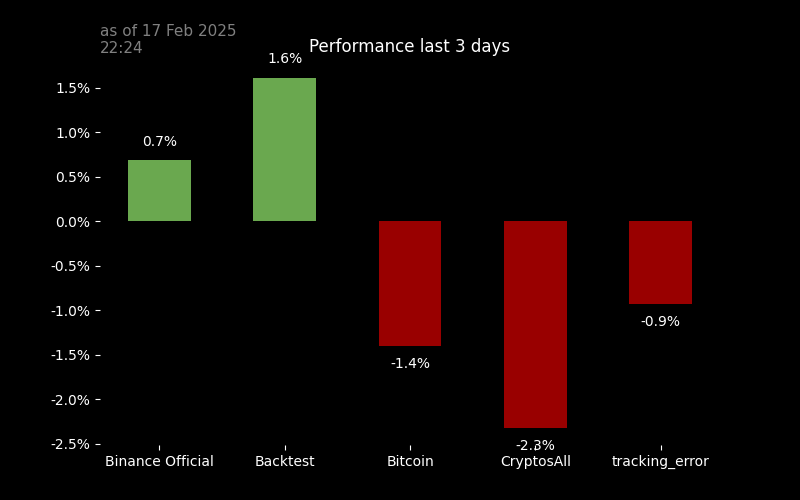 as of 17 Feb 2025
22:24
Performance last 3 days
1.6%
1.5%
0.7%
1.0%
0.5%
0.0%
-0.5%
-1.0%
-0.9%
-1.5%
-1.4%
-2.0%
-2.5%
-2.3%
Binance Official
Backtest
Bitcoin
CryptosAll
tracking_error